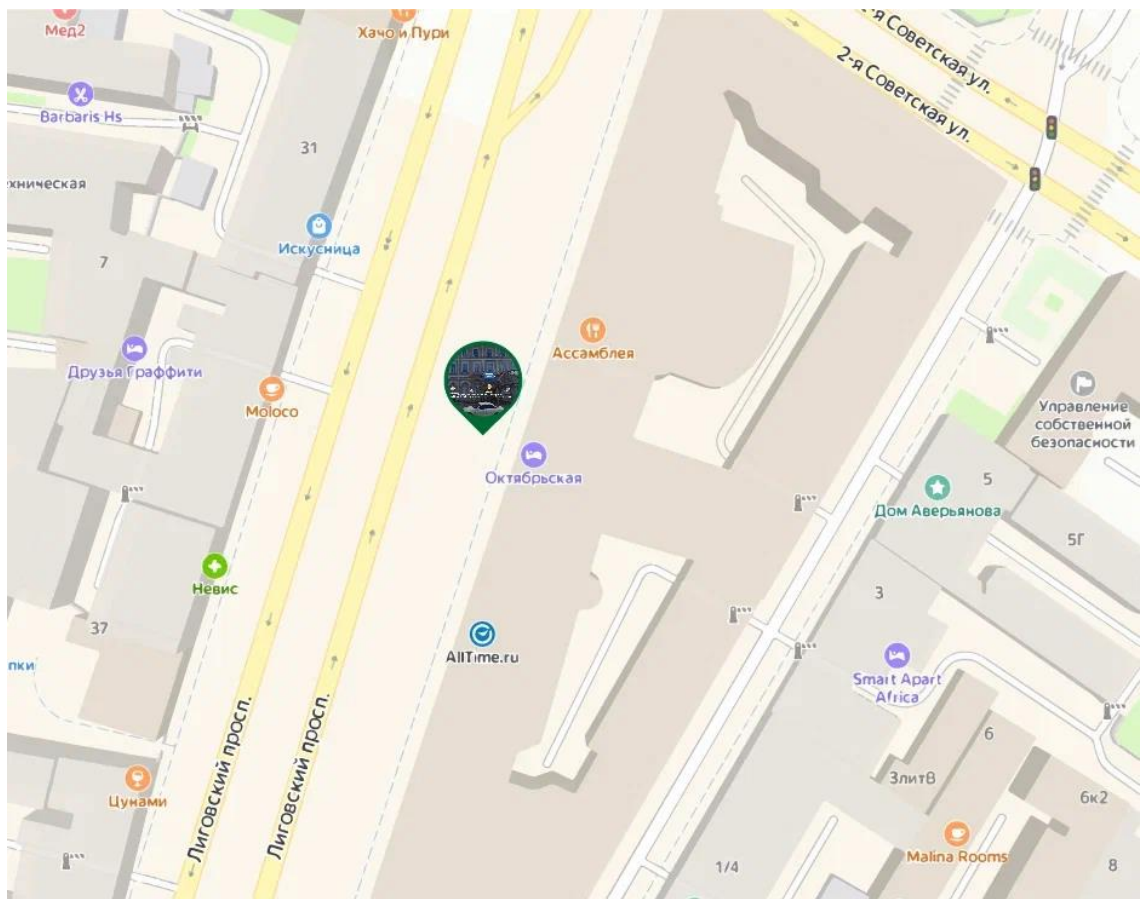 Мед2
Хачо и Пури
2-я Советская ул.
Barbaris Hs
31
хническая
Искусница
7
Ассамблея
Друзья Граффити
Moloco
Управление
собственной
безопасности
Октябрьская
5
Дом Аверьянова
5Г
Невис
3
37
AllTime.ru
пки
Smart Apart
Africa
6
3литВ
6к2
Цунами
Лиговский просп.
Лиговский просп.
Malina Rooms
1/4
8